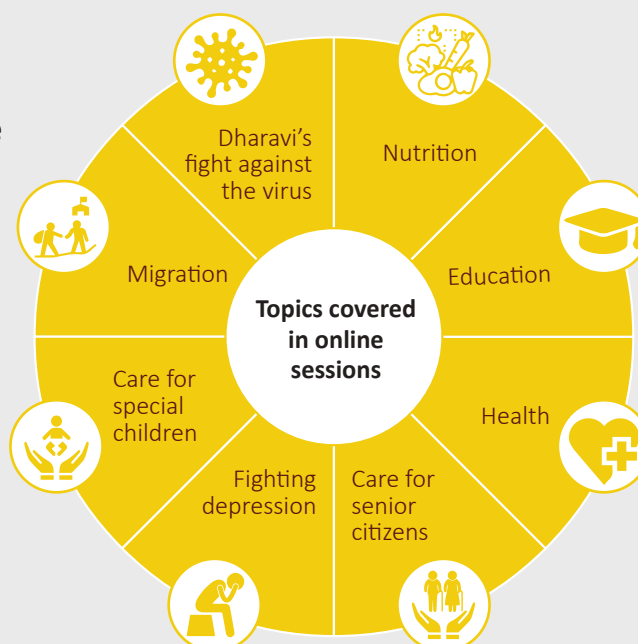 Topics covered
in online
sessions
Nutrition
Education
Health
Care for
senior
citizens
Fighting
depression
Care for
special
children
Migration
Dharavi’s
fight against
the virus